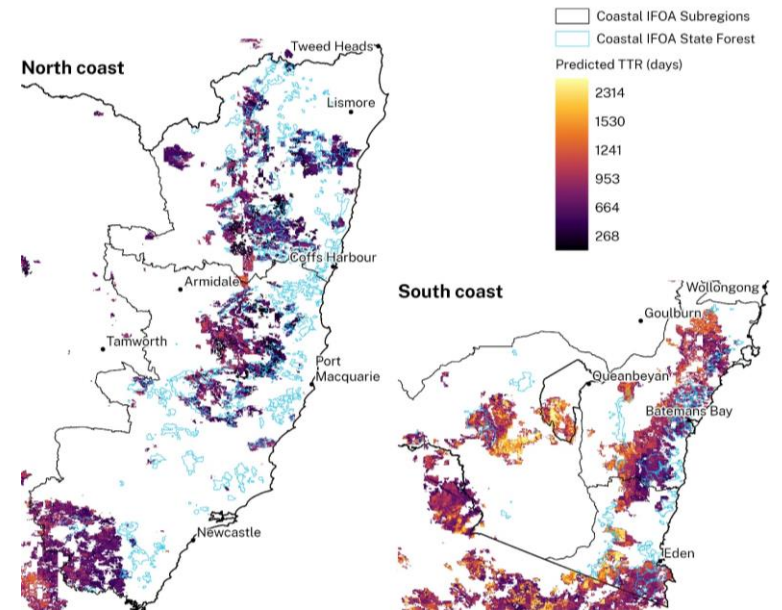 North coast
Tweed Heads
Lismore
Coffs Harbour
Armidale
Tamworth
Port
Macquarie
Newcastle
Coastal IFOA Subregions
Coastal IFOA State Forest
Predicted TTR (days)
2314
1530
1241
953
664
268
South coast
Wollongong
Goulburn
Queanbeyan
Batemans Bay
Eden